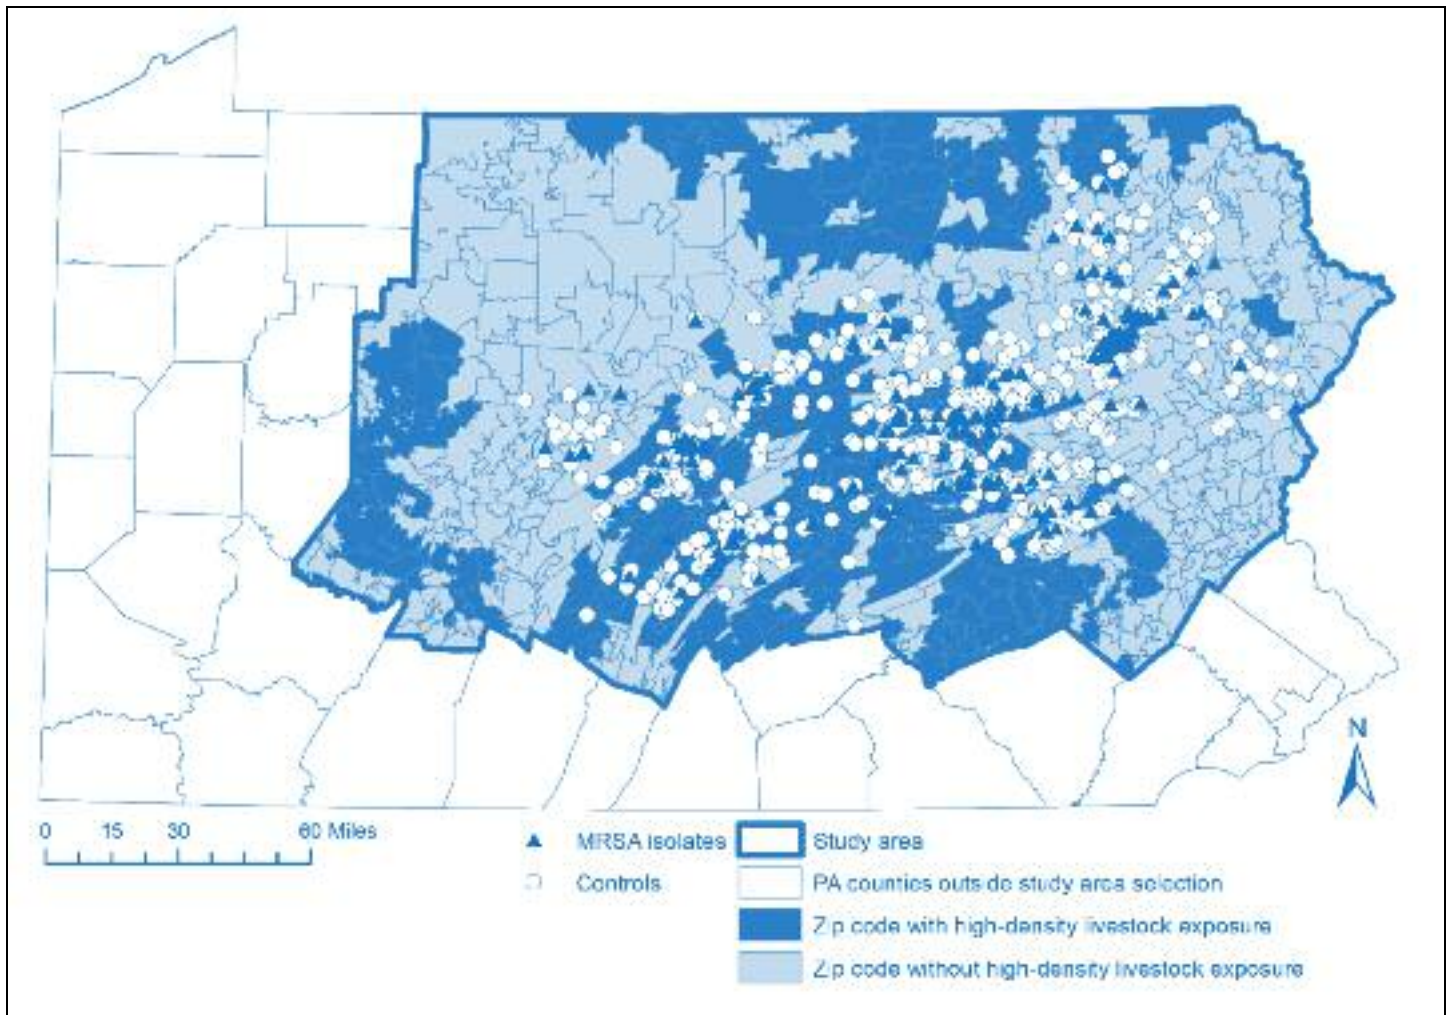 N
0 15 30 60 Miles
MRSA isolates
Controls
Study area
PA counties outside study area selection
Zip code with high-density livestock exposure
Zip code without high-density livestock exposure